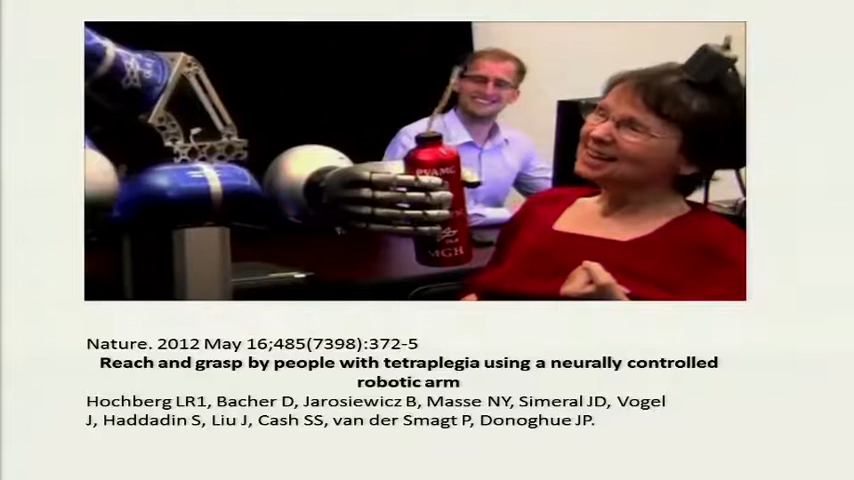 PVAMC
MGH
Nature. 2012 May 16;485(7398):372-5
Reach and grasp by people with tetraplegia using a neurally controlled
robotic arm
Hochberg LR1, Bacher D, Jarosiewicz B, Masse NY, Simeral JD, Vogel
J, Haddadin S, Liu J, Cash SS, van der Smagt P, Donoghue JP.